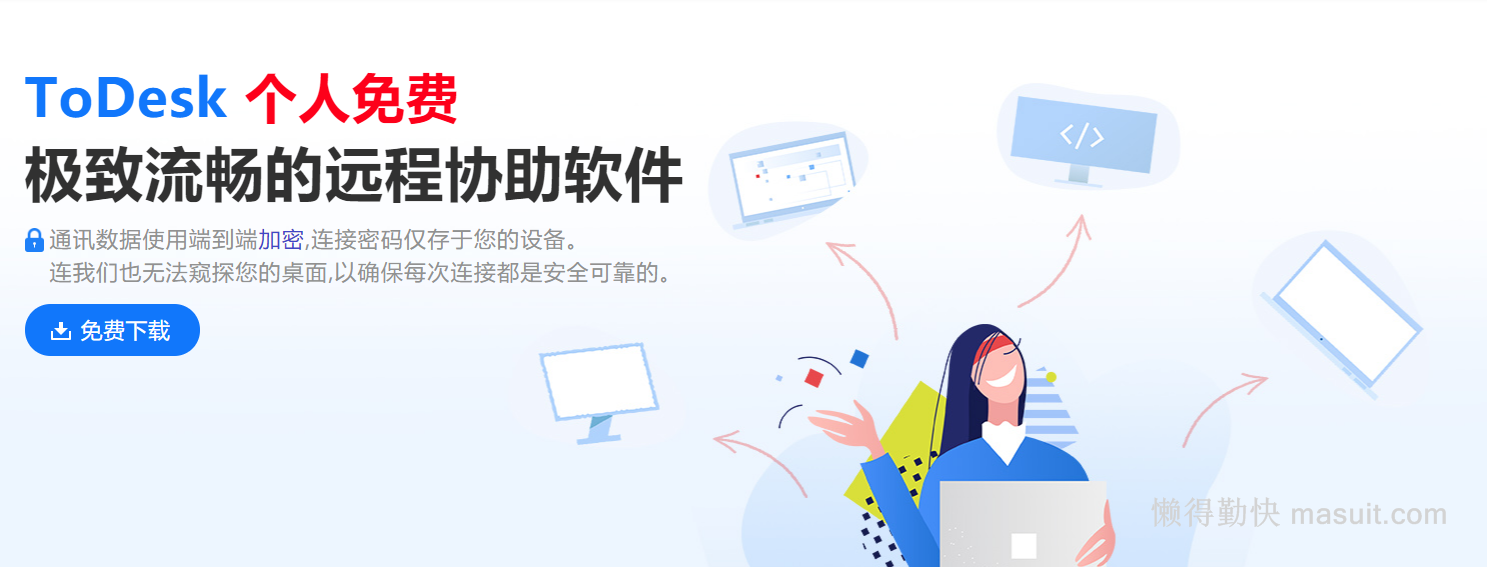 ToDesk 个人免费
极致流畅的远程协助软件
通讯数据使用端到端加密,连接密码仅存于您的设备。
连我们也无法窥探您的桌面,以确保每次连接都是安全可靠的。
免费下载
</>
懒得勤快 masuit.com